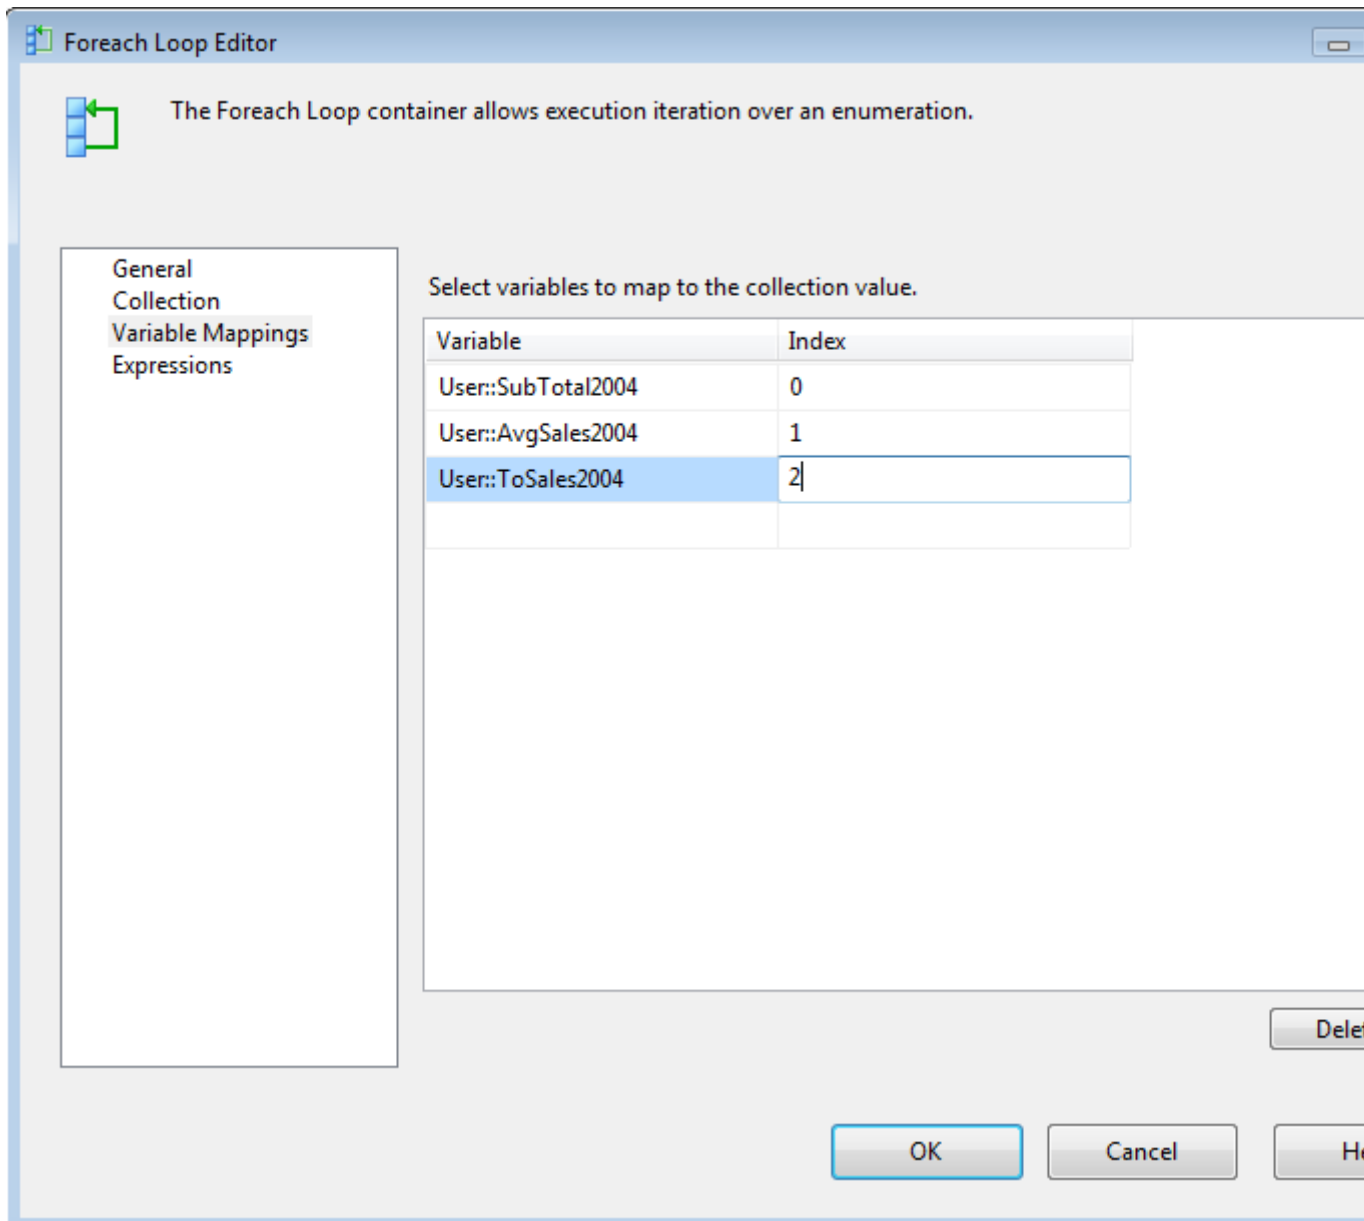 Foreach Loop Editor
The Foreach Loop container allows execution iteration over an enumeration.
General
Collection
Variable Mappings
Expressions
Select variables to map to the collection value.
Variable Index
User::SubTotal2004 0
User::AvgSales2004 1
User::ToSales2004 2
OK Cancel